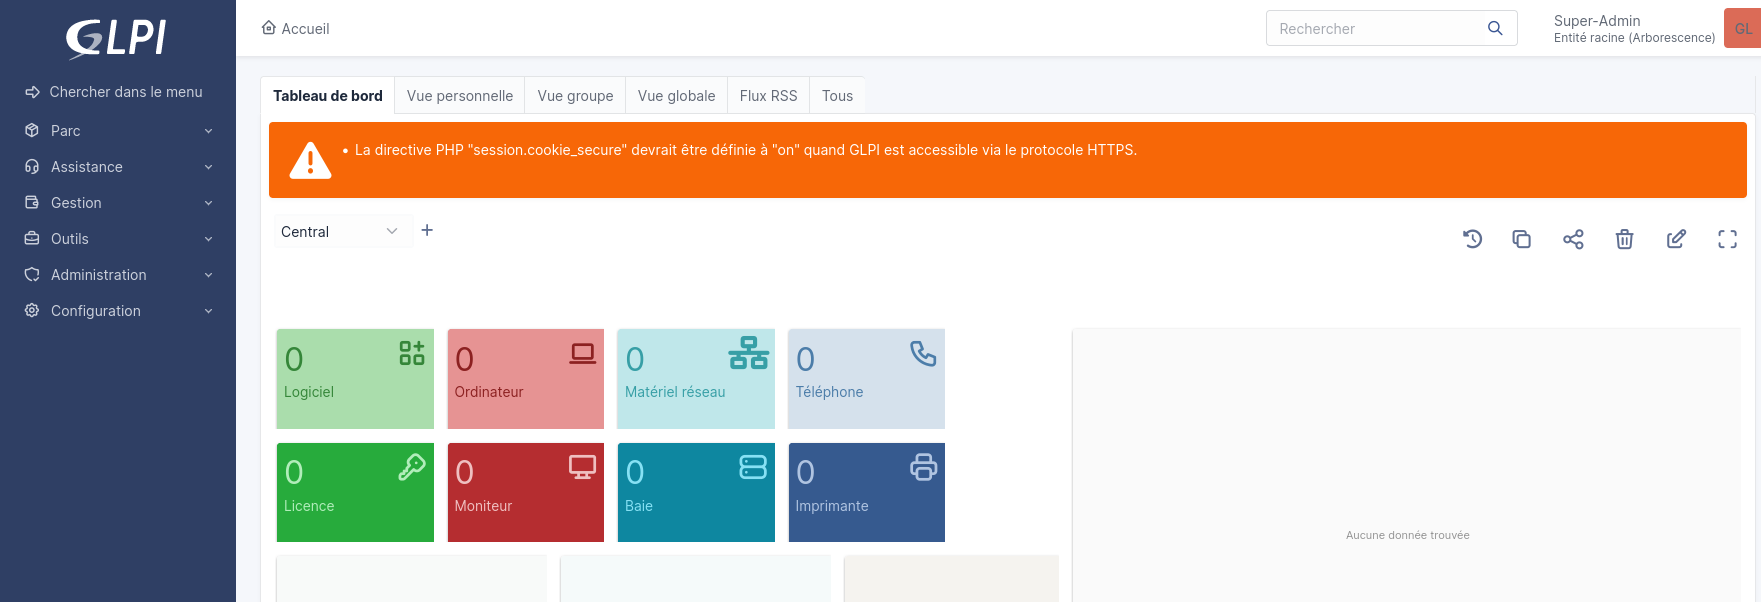 GLPI
Accueil
Rechercher
Super-Admin
Entité racine (Arborescence)
GL
Chercher dans le menu
Parc
Assistance
Gestion
Outils
Administration
Configuration
Tableau de bord
Vue personnelle
Vue groupe
Vue globale
Flux RSS
Tous
• La directive PHP "session.cookie_secure" devrait être définie à "on" quand GLPI est accessible via le protocole HTTPS.
Central
0
Logiciel
0
Ordinateur
0
Matériel réseau
0
Téléphone
0
Licence
0
Moniteur
0
Baie
0
Imprimante
Aucune donnée trouvée